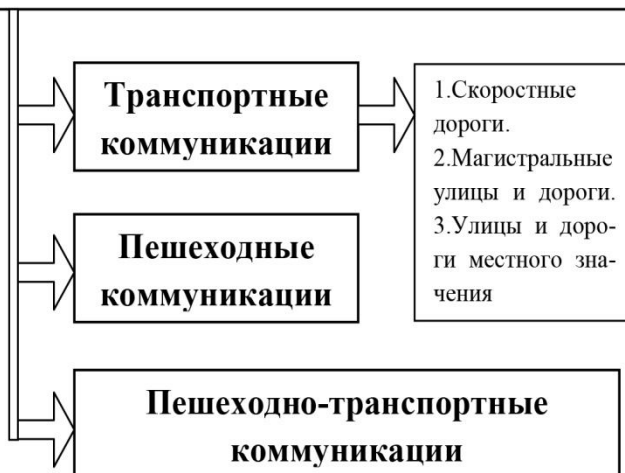 Транспортные
коммуникации
1.Скоростные
дороги.
2.Магистральные
улицы и дороги.
3.Улицы и доро-
ги местного зна-
чения
Пешеходные
коммуникации
Пешеходно-транспортные
коммуникации